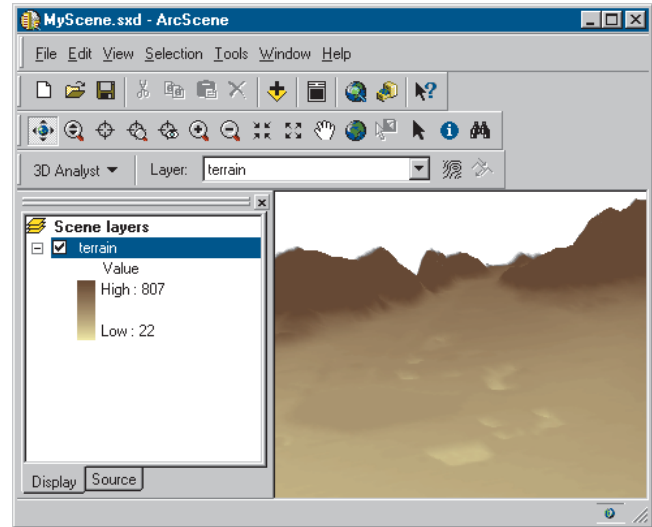 MyScene.sxd - ArcScene
File Edit View Selection Tools Window Help
3D Analyst Layer: terrain
Scene layers
terrain
Value
High : 807
Low : 22
Display Source